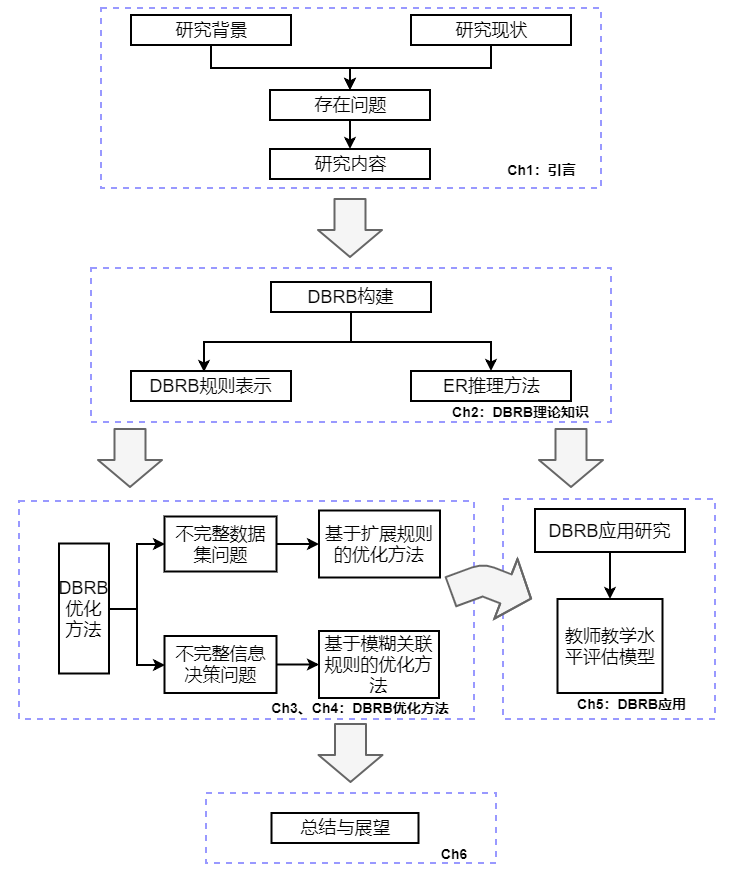 研究背景
研究现状
存在问题
研究内容
Ch1：引言
DBRB构建
DBRB规则表示
ER推理方法
Ch2：DBRB理论知识
DBRB
优化
方法
不完整数据
集问题
基于扩展规则
的优化方法
不完整信息
决策问题
基于模糊关联
规则的优化方
法
Ch3、Ch4：DBRB优化方法
DBRB应用研究
教师教学水
平评估模型
Ch5：DBRB应用
总结与展望
Ch6